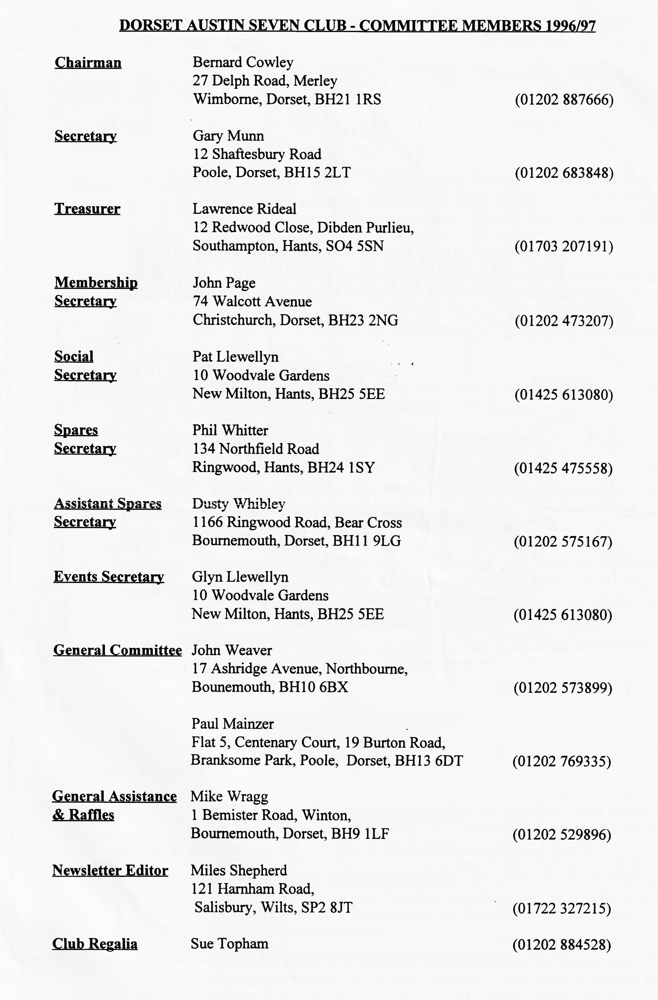 DORSET AUSTIN SEVEN CLUB - COMMITTEE MEMBERS 1996/97
Chairman Bernard Cowley
27 Delph Road, Merley
Wimborne, Dorset, BH21 1RS (01202 887666)
Secretary Gary Munn
12 Shaftesbury Road
Poole, Dorset, BH15 2LT (01202 683848)
Treasurer Lawrence Rideal
12 Redwood Close, Dibden Purlieu,
Southampton, Hants, SO4 5SN (01703 207191)
Membership John Page
Secretary 74 Walcott Avenue
Christchurch, Dorset, BH23 2NG (01202 473207)
Social Pat Llewellyn
Secretary 10 Woodvale Gardens
New Milton, Hants, BH25 5EE (01425 613080)
Spares Phil Whitter
Secretary 134 Northfield Road
Ringwood, Hants, BH24 1SY (01425 475558)
Assistant Spares Dusty Whibley
Secretary 1166 Ringwood Road, Bear Cross
Bournemouth, Dorset, BH11 9LG (01202 575167)
Events Secretary Glyn Llewellyn
10 Woodvale Gardens
New Milton, Hants, BH25 5EE (01425 613080)
General Committee John Weaver
17 Ashridge Avenue, Northbourne,
Bounemouth, BH10 6BX (01202 573899)
Paul Mainzer
Flat 5, Centenary Court, 19 Burton Road,
Branksome Park, Poole, Dorset, BH13 6DT (01202 769335)
General Assistance Mike Wragg
& Raffles 1 Bemister Road, Winton,
Bournemouth, Dorset, BH9 1LF (01202 529896)
Newsletter Editor Miles Shepherd
121 Harnham Road,
Salisbury, Wilts, SP2 8JT (01722 327215)
Club Regalia Sue Topham (01202 884528)